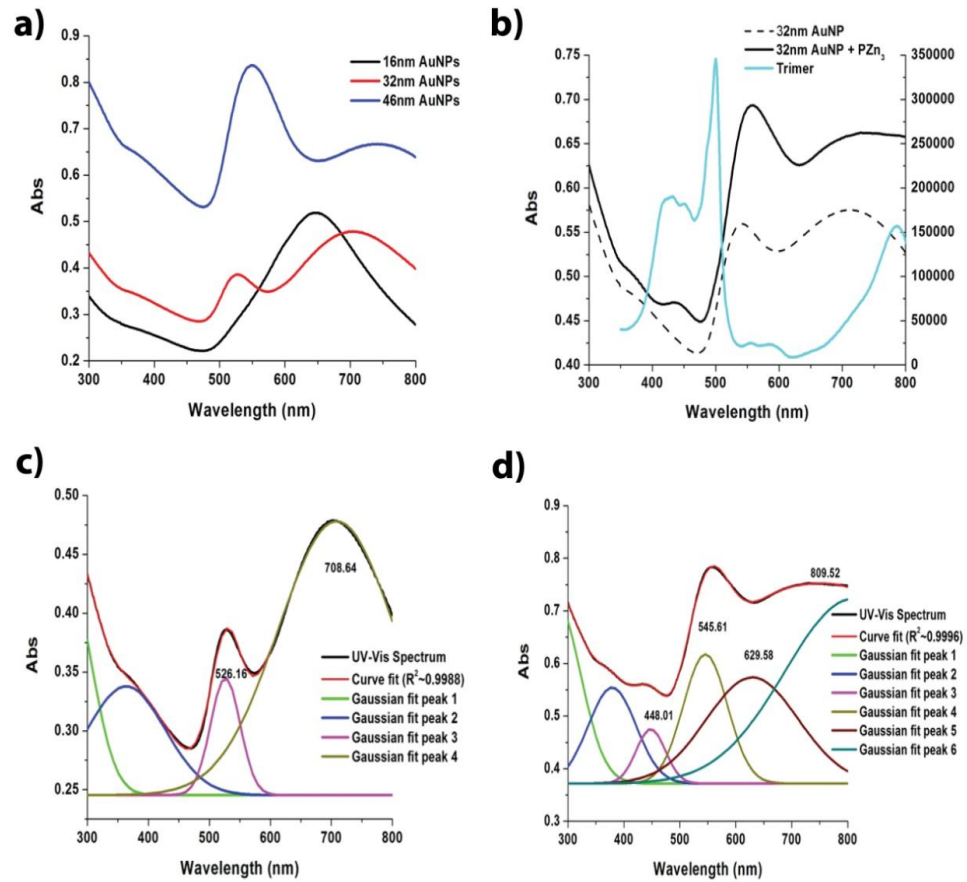 a)
0.9
0.8
0.7
0.6
0.5
0.4
0.3
0.2
Abs
300 400 500 600 700 800
Wavelength (nm)
16nm AuNPs
32nm AuNPs
46nm AuNPs
b)
32nm AuNP
32nm AuNP + PZn3
Trimer
0.75
0.70
0.65
0.60
0.55
0.50
0.45
0.40
Abs
350000
300000
250000
200000
150000
100000
50000
0
300 400 500 600 700 800
Wavelength (nm)
c)
0.50
0.45
0.40
0.35
0.30
0.25
Abs
708.64
526.16
UV-Vis Spectrum
Curve fit (R2~0.9988)
Gaussian fit peak 1
Gaussian fit peak 2
Gaussian fit peak 3
Gaussian fit peak 4
300 400 500 600 700 800
Wavelength (nm)
d)
0.9
0.8
0.7
0.6
0.5
0.4
0.3
Abs
809.52
545.61
629.58
448.01
UV-Vis Spectrum
Curve fit (R2~0.9996)
Gaussian fit peak 1
Gaussian fit peak 2
Gaussian fit peak 3
Gaussian fit peak 4
Gaussian fit peak 5
Gaussian fit peak 6
300 400 500 600 700 800
Wavelength (nm)